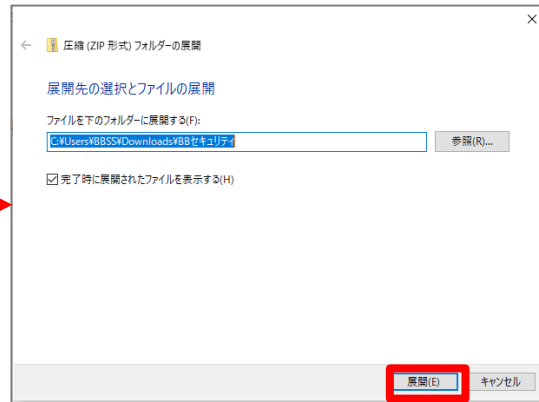 圧縮 (ZIP 形式) フォルダーの展開
展開先の選択とファイルの展開
ファイルを下のフォルダーに展開する(F):
C:¥Users¥BBSS¥Downloads¥BBセキュリティ
参照(R)...
完了時に展開されたファイルを表示する(H)
展開(E)
キャンセル